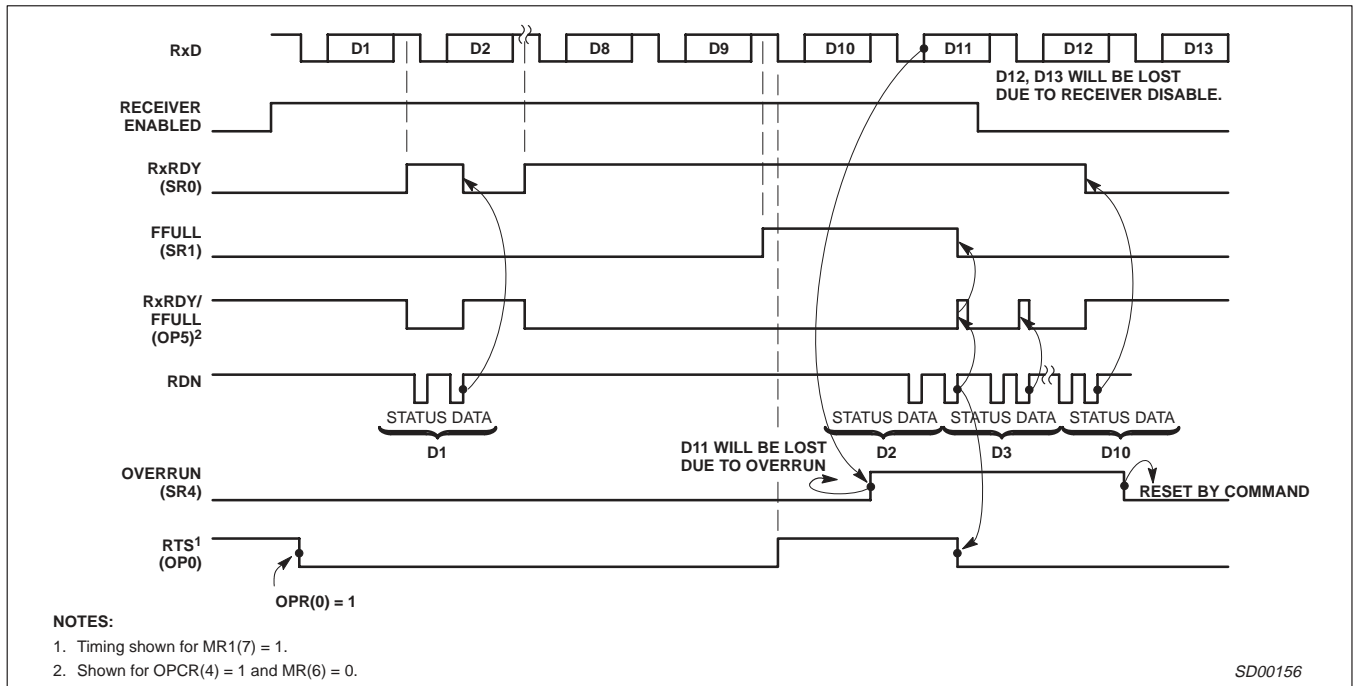 RxD
D1
D2
D8
D9
D10
D11
D12
D13
D12, D13 WILL BE LOST
DUE TO RECEIVER DISABLE.
RECEIVER
ENABLED
RxRDY
(SR0)
FFULL
(SR1)
RxRDY/
FFULL
(OP5)2
RDN
STATUS DATA
STATUS DATA
STATUS DATA
STATUS DATA
D1
D2
D3
D10
D11 WILL BE LOST
DUE TO OVERRUN
OVERRUN
(SR4)
RESET BY COMMAND
RTS1
(OP0)
OPR(0) = 1
NOTES:
1. Timing shown for MR1(7) = 1.
2. Shown for OPCR(4) = 1 and MR(6) = 0.
SD00156